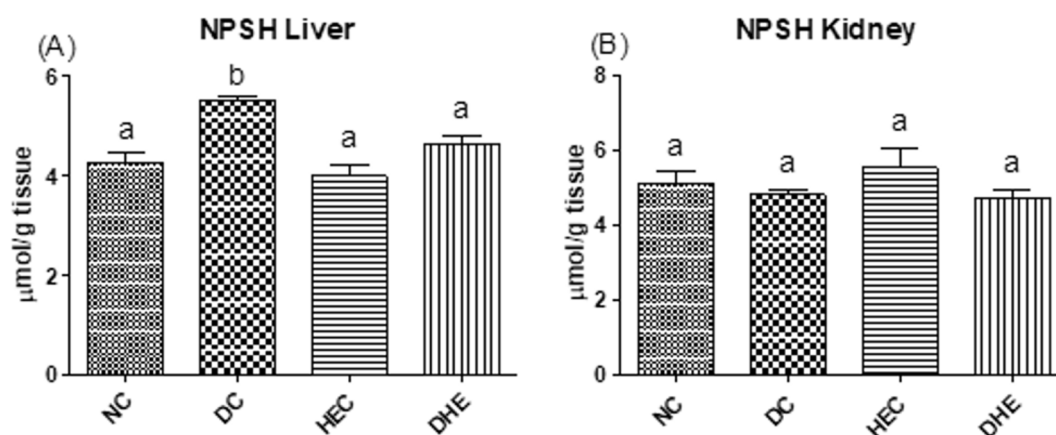 (A)
NPSH Liver
μmol/g tissue
6
4
2
0
a
b
a
a
NC
DC
HEC
DHE
(B)
NPSH Kidney
μmol/g tissue
8
6
4
2
0
a
a
a
a
NC
DC
HEC
DHE